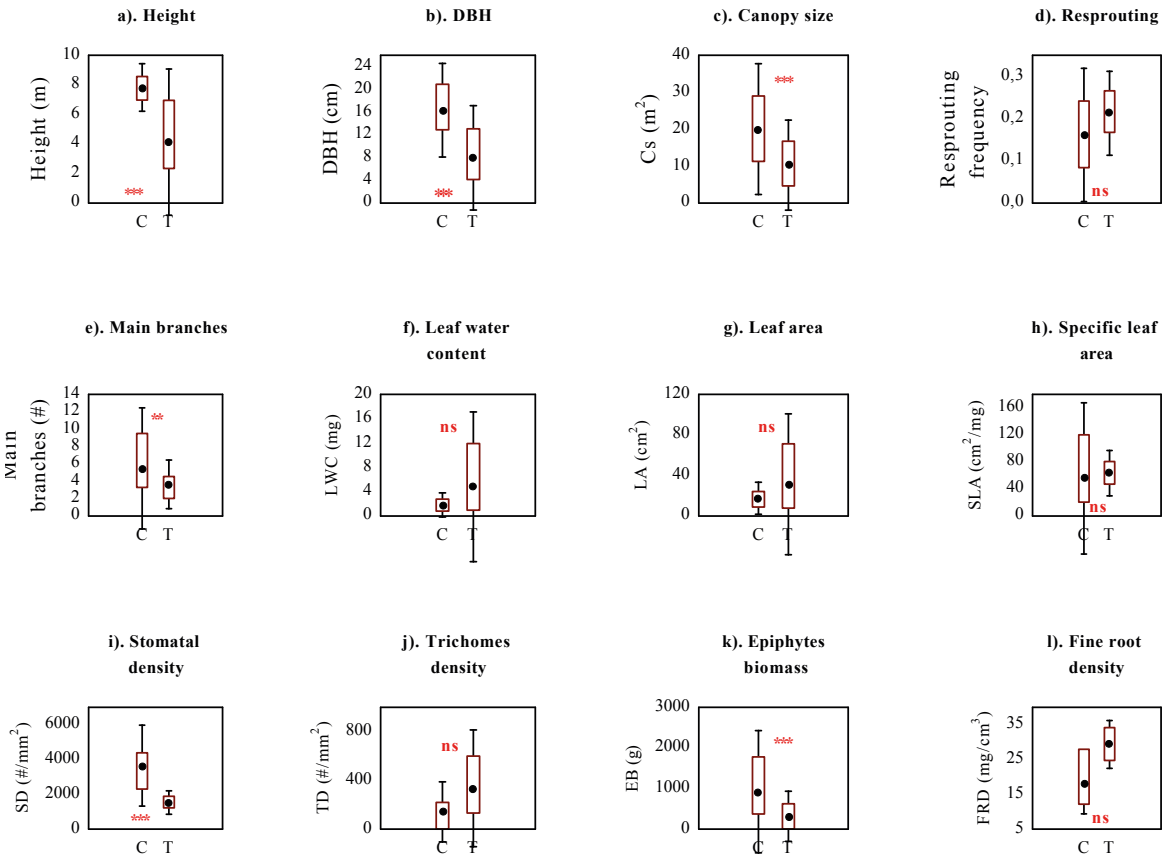 a). Height
b). DBH
c). Canopy size
d). Resprouting
Height (m)
10
8
6
4
2
0
***
C T
DBH (cm)
24
20
16
12
8
4
0
***
C T
Cs (m²)
40
30
20
10
0
***
C T
Resprouting
frequency
0,3
0,2
0,1
0,0
ns
C T
e). Main branches
f). Leaf water
content
g). Leaf area
h). Specific leaf
area
Main
branches (#)
14
12
10
8
6
4
2
0
**
C T
LWC (mg)
20
16
12
8
4
0
ns
C T
LA (cm²)
120
80
40
0
ns
C T
SLA (cm²/mg)
160
120
80
40
0
ns
C T
i). Stomatal
density
j). Trichomes
density
k). Epiphytes
biomass
l). Fine root
density
SD (#/mm²)
6000
4000
2000
0
***
C T
TD (#/mm²)
800
400
0
ns
C T
EB (g)
3000
2000
1000
0
***
C T
FRD (mg/cm³)
35
25
15
5
ns
C T